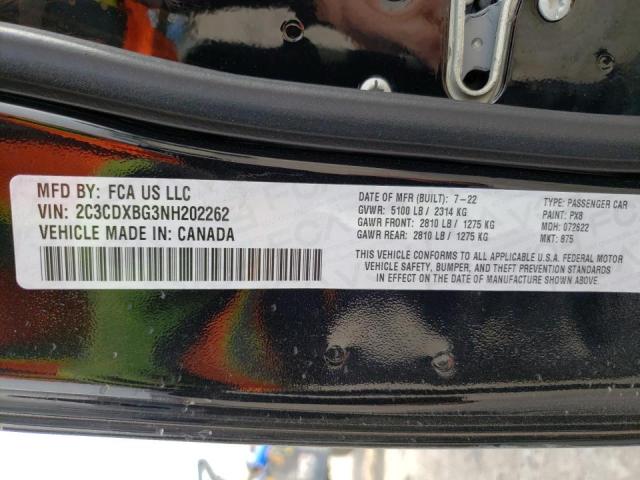 MFD BY: FCA US LLC
VIN: 2C3CDXBG3NH202262
VEHICLE MADE IN: CANADA
DATE OF MFR (BUILT): 7-22
GVWR: 5100 LB / 2314 KG
GAWR FRONT: 2810 LB / 1275 KG
GAWR REAR: 2810 LB / 1275 KG
TYPE: PASSENGER CAR
PAINT: PX8
MDH: 072622
MKT: 875
THIS VEHICLE CONFORMS TO ALL APPLICABLE U.S.A. FEDERAL MOTOR
VEHICLE SAFETY, BUMPER, AND THEFT PREVENTION STANDARDS
IN EFFECT ON THE DATE OF MANUFACTURE SHOWN ABOVE.